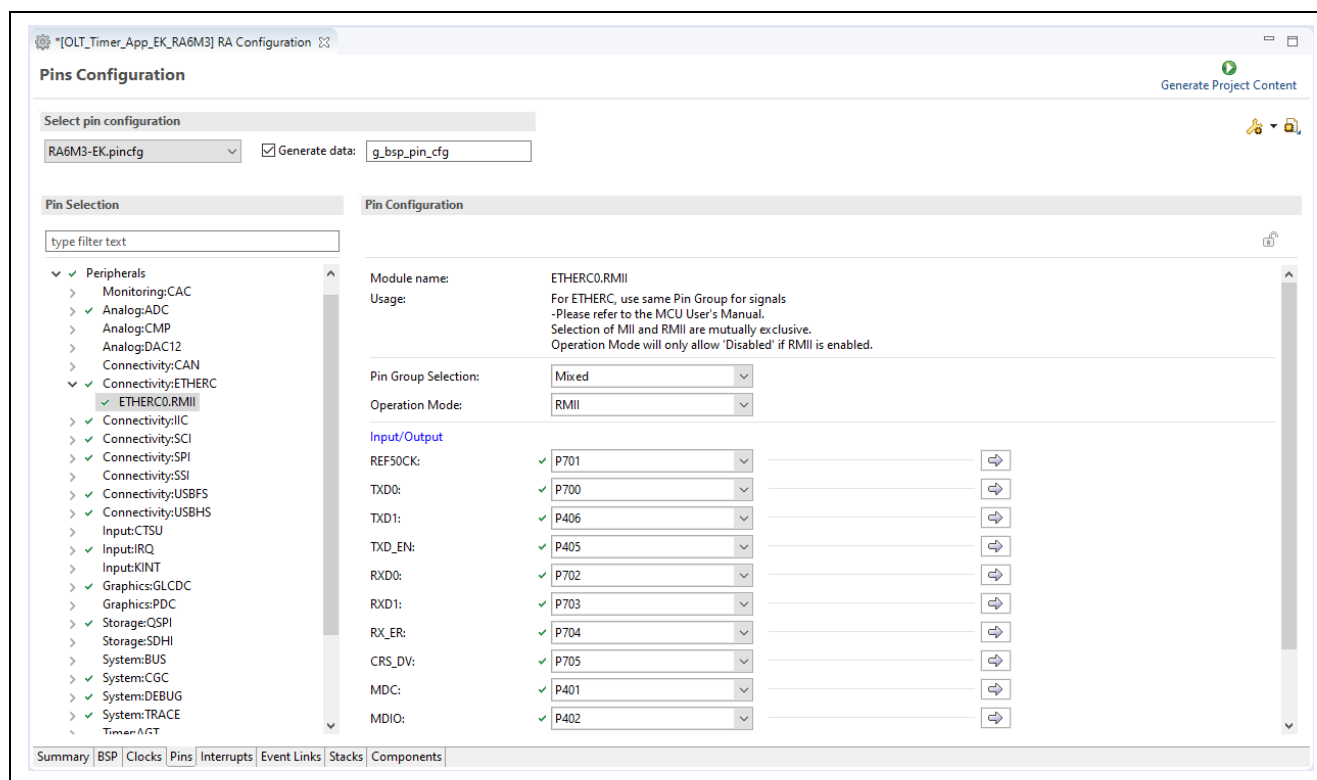 *[OLT_Timer_App_EK_RA6M3] RA Configuration
Pins Configuration
Generate Project Content
Select pin configuration
RA6M3-EK.pincfg
Generate data: g_bsp_pin_cfg
Pin Selection
type filter text
Peripherals
Monitoring:CAC
Analog:ADC
Analog:CMP
Analog:DAC12
Connectivity:CAN
Connectivity:ETHERC
ETHERC0.RMII
Connectivity:IIC
Connectivity:SCI
Connectivity:SPI
Connectivity:SSI
Connectivity:USBFS
Connectivity:USBHS
Input:CTSU
Input:IRQ
Input:KINT
Graphics:GLCDC
Graphics:PDC
Storage:QSPI
Storage:SDHI
System:BUS
System:CGC
System:DEBUG
System:TRACE
Timer:AGT
Pin Configuration
Module name: ETHERC0.RMII
Usage: For ETHERC, use same Pin Group for signals
-Please refer to the MCU User's Manual.
Selection of MII and RMII are mutually exclusive.
Operation Mode will only allow 'Disabled' if RMII is enabled.
Pin Group Selection: Mixed
Operation Mode: RMII
Input/Output
REF50CK: P701
TXD0: P700
TXD1: P406
TXD_EN: P405
RXD0: P702
RXD1: P703
RX_ER: P704
CRS_DV: P705
MDC: P401
MDIO: P402
Summary BSP Clocks Pins Interrupts Event Links Stacks Components